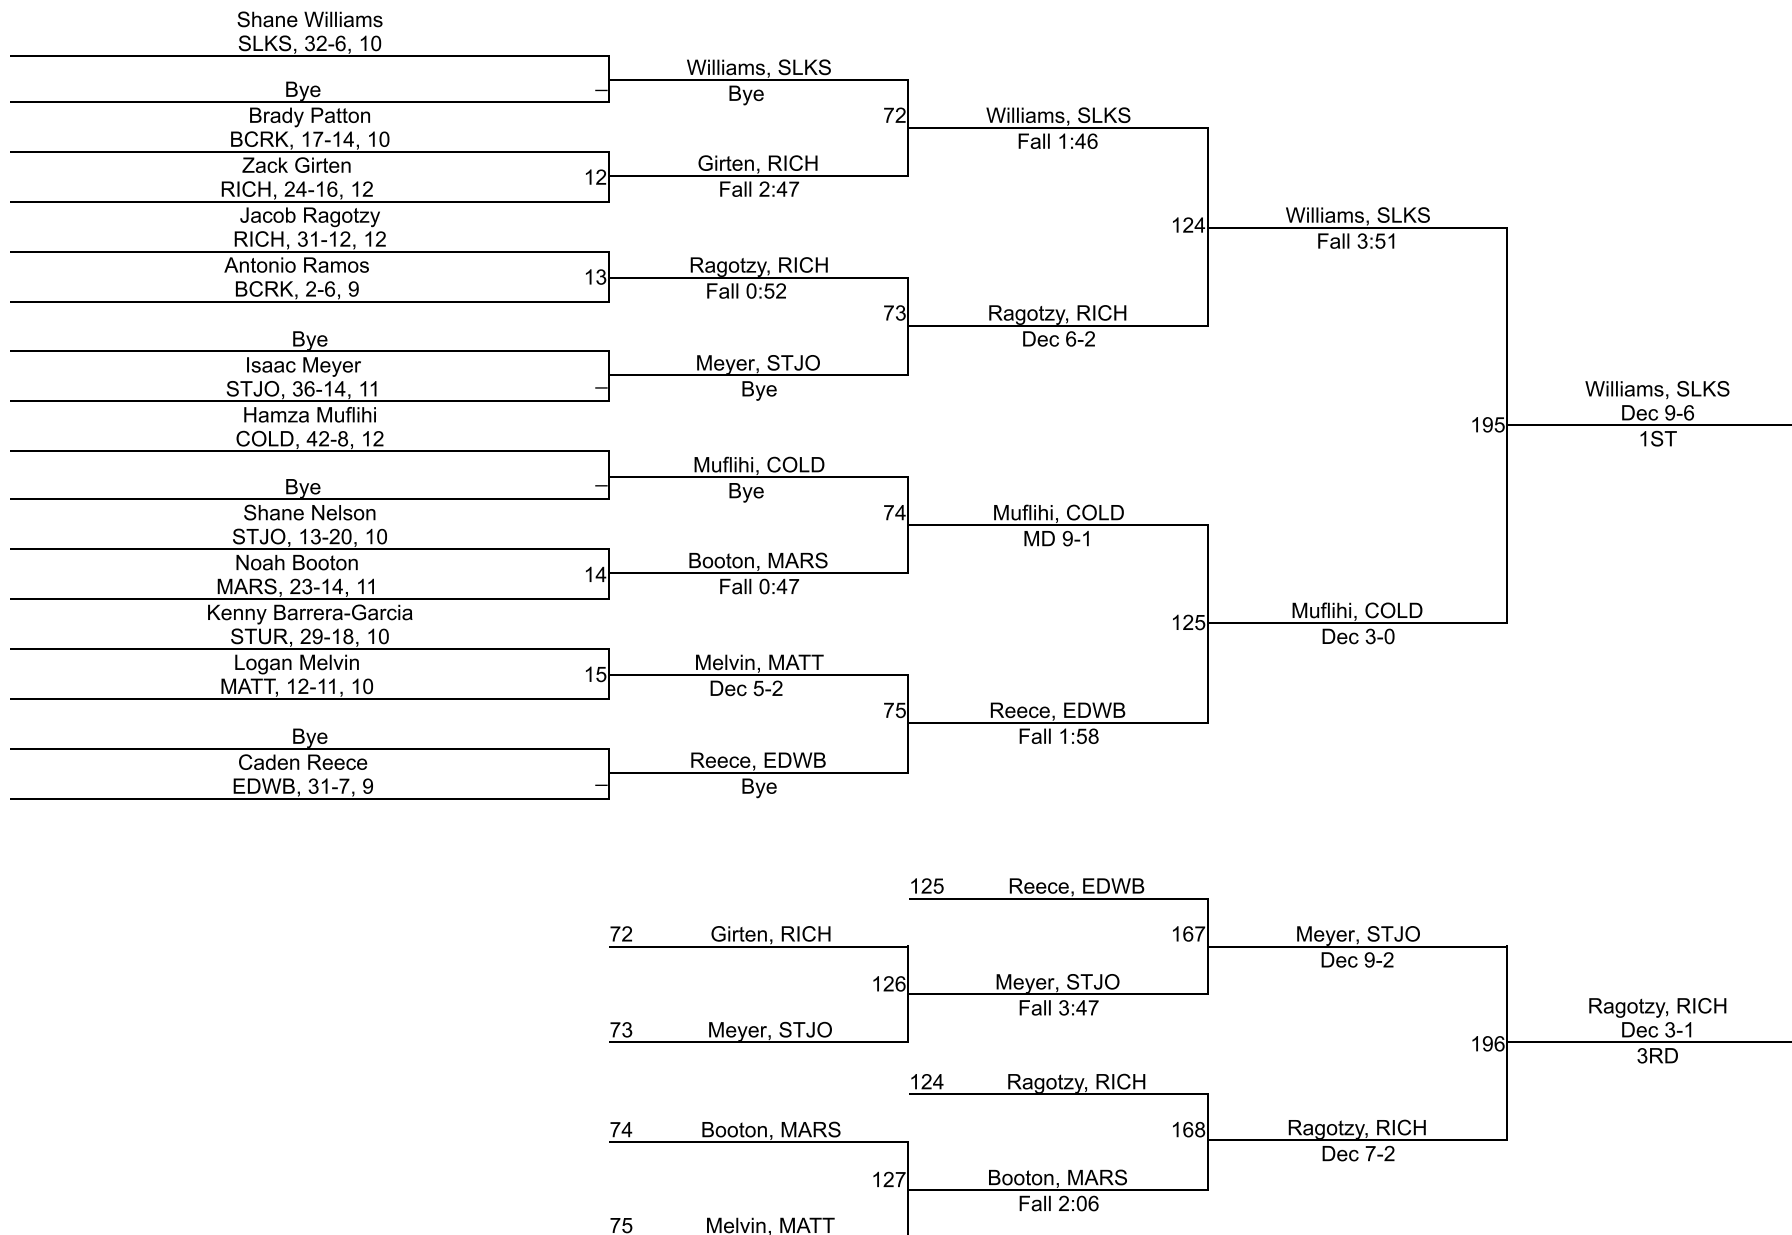 Shane Williams
SLKS, 32-6, 10
Bye
–
Brady Patton
BCRK, 17-14, 10
Zack Girten
RICH, 24-16, 12
12
Jacob Ragotzy
RICH, 31-12, 12
Antonio Ramos
BCRK, 2-6, 9
13
Bye
Isaac Meyer
STJO, 36-14, 11
–
Hamza Muflihi
COLD, 42-8, 12
Bye
–
Shane Nelson
STJO, 13-20, 10
Noah Booton
MARS, 23-14, 11
14
Kenny Barrera-Garcia
STUR, 29-18, 10
Logan Melvin
MATT, 12-11, 10
15
Bye
Caden Reece
EDWB, 31-7, 9
–
Williams, SLKS
Bye
72
Girten, RICH
Fall 2:47
Ragotzy, RICH
Fall 0:52
73
Meyer, STJO
Bye
Muflihi, COLD
Bye
74
Booton, MARS
Fall 0:47
Melvin, MATT
Dec 5-2
75
Reece, EDWB
Bye
Williams, SLKS
Fall 1:46
124
Ragotzy, RICH
Dec 6-2
Muflihi, COLD
MD 9-1
125
Reece, EDWB
Fall 1:58
Williams, SLKS
Fall 3:51
195
Muflihi, COLD
Dec 3-0
Williams, SLKS
Dec 9-6
1ST
125 Reece, EDWB
72 Girten, RICH
126
73 Meyer, STJO
167
Meyer, STJO
Fall 3:47
124 Ragotzy, RICH
74 Booton, MARS
127
75 Melvin, MATT
168
Booton, MARS
Fall 2:06
Meyer, STJO
Dec 9-2
196
Ragotzy, RICH
Dec 7-2
Ragotzy, RICH
Dec 3-1
3RD